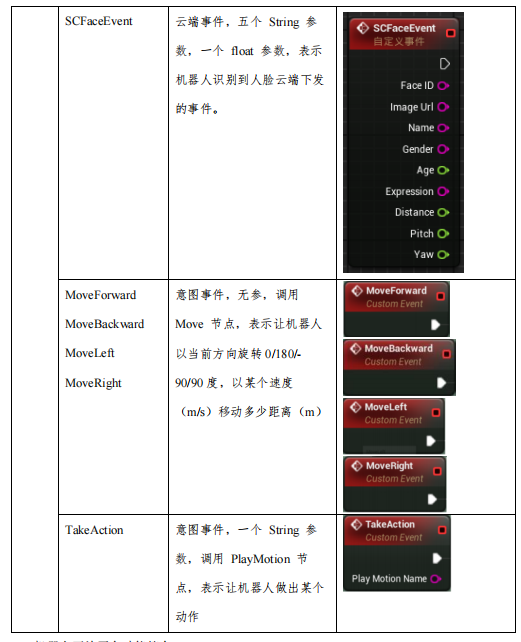 SCFaceEvent
云端事件，五个 String 参
数，一个 float 参数，表示
机器人识别到人脸云端下发
的事件。
SCFaceEvent
自定义事件
Face ID
Image Url
Name
Gender
Age
Expression
Distance
Pitch
Yaw
MoveForward
MoveBackward
MoveLeft
MoveRight
意图事件，无参，调用
Move 节点，表示让机器人
以当前方向旋转 0/180/-
90/90 度，以某个速度
（m/s）移动多少距离（m）
MoveForward
Custom Event
MoveBackward
Custom Event
MoveLeft
Custom Event
MoveRight
Custom Event
TakeAction
意图事件，一个 String 参
数，调用 PlayMotion 节
点，表示让机器人做出某个
动作
TakeAction
Custom Event
Play Motion Name